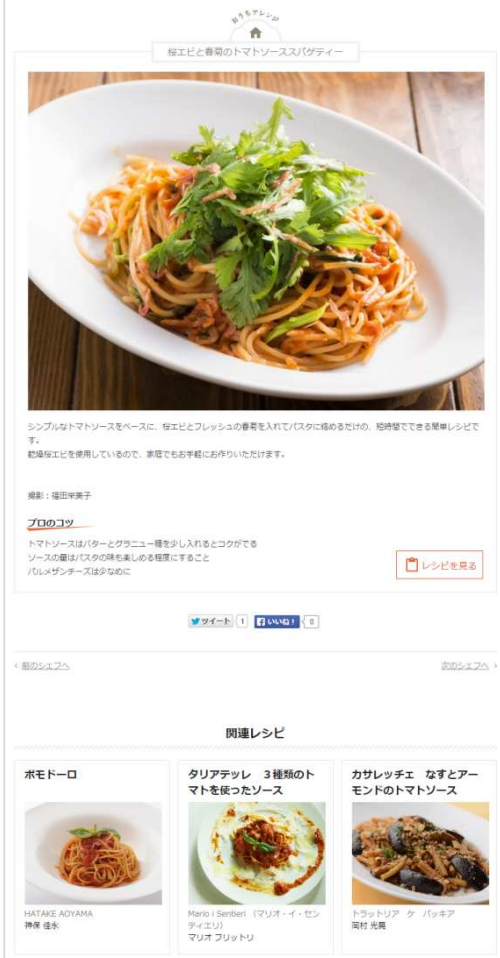 おうちアレンジ
桜エビと春菊のトマトソーススパゲティー
シンプルなトマトソースをベースに、桜エビとフレッシュの春菊を入れてパスタに絡めるだけの、短時間でできる簡単レシピで
す。
乾燥桜エビを使用しているので、家庭でもお手軽にお作りいただけます。
撮影：福田栄美子
プロのコツ
トマトソースはバターとグラニュー糖を少し入れるとコクがでる
ソースの量はパスタの味も楽しめる程度にすること
パルメザンチーズは少なめに
レシピを見る
ツイート 1 いいね！ 0
‹ 前のシェフへ
次のシェフへ ›
関連レシピ
ポモドーロ
HATAKE AOYAMA
神保 佳永
タリアテッレ　３種類のト
マトを使ったソース
Mario i Sentieri （マリオ・イ・セン
ティエリ）
マリオ フリットリ
カサレッチェ　なすとアー
モンドのトマトソース
トラットリア　ケ　パッキア
岡村 光晃